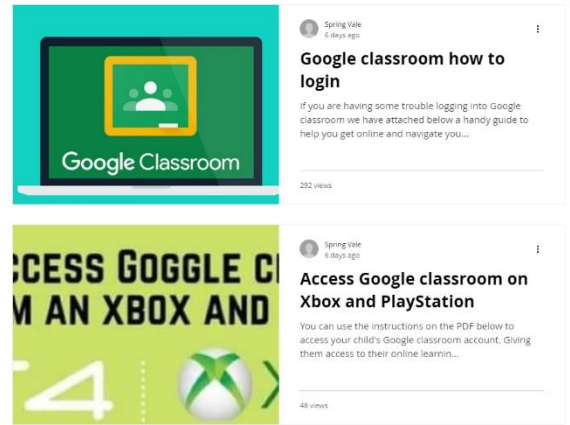 Google Classroom
Spring Vale
6 days ago
Google classroom how to
login
If you are having some trouble logging into Google
classroom we have attached below a handy guide to
help you get online and navigate you...
292 views
CCESS GOGGLE C
M AN XBOX AND
4
X
Spring Vale
6 days ago
Access Google classroom on
Xbox and PlayStation
You can use the instructions on the PDF below to
access your child's Google classroom account. Giving
them access to their online learnin...
48 views